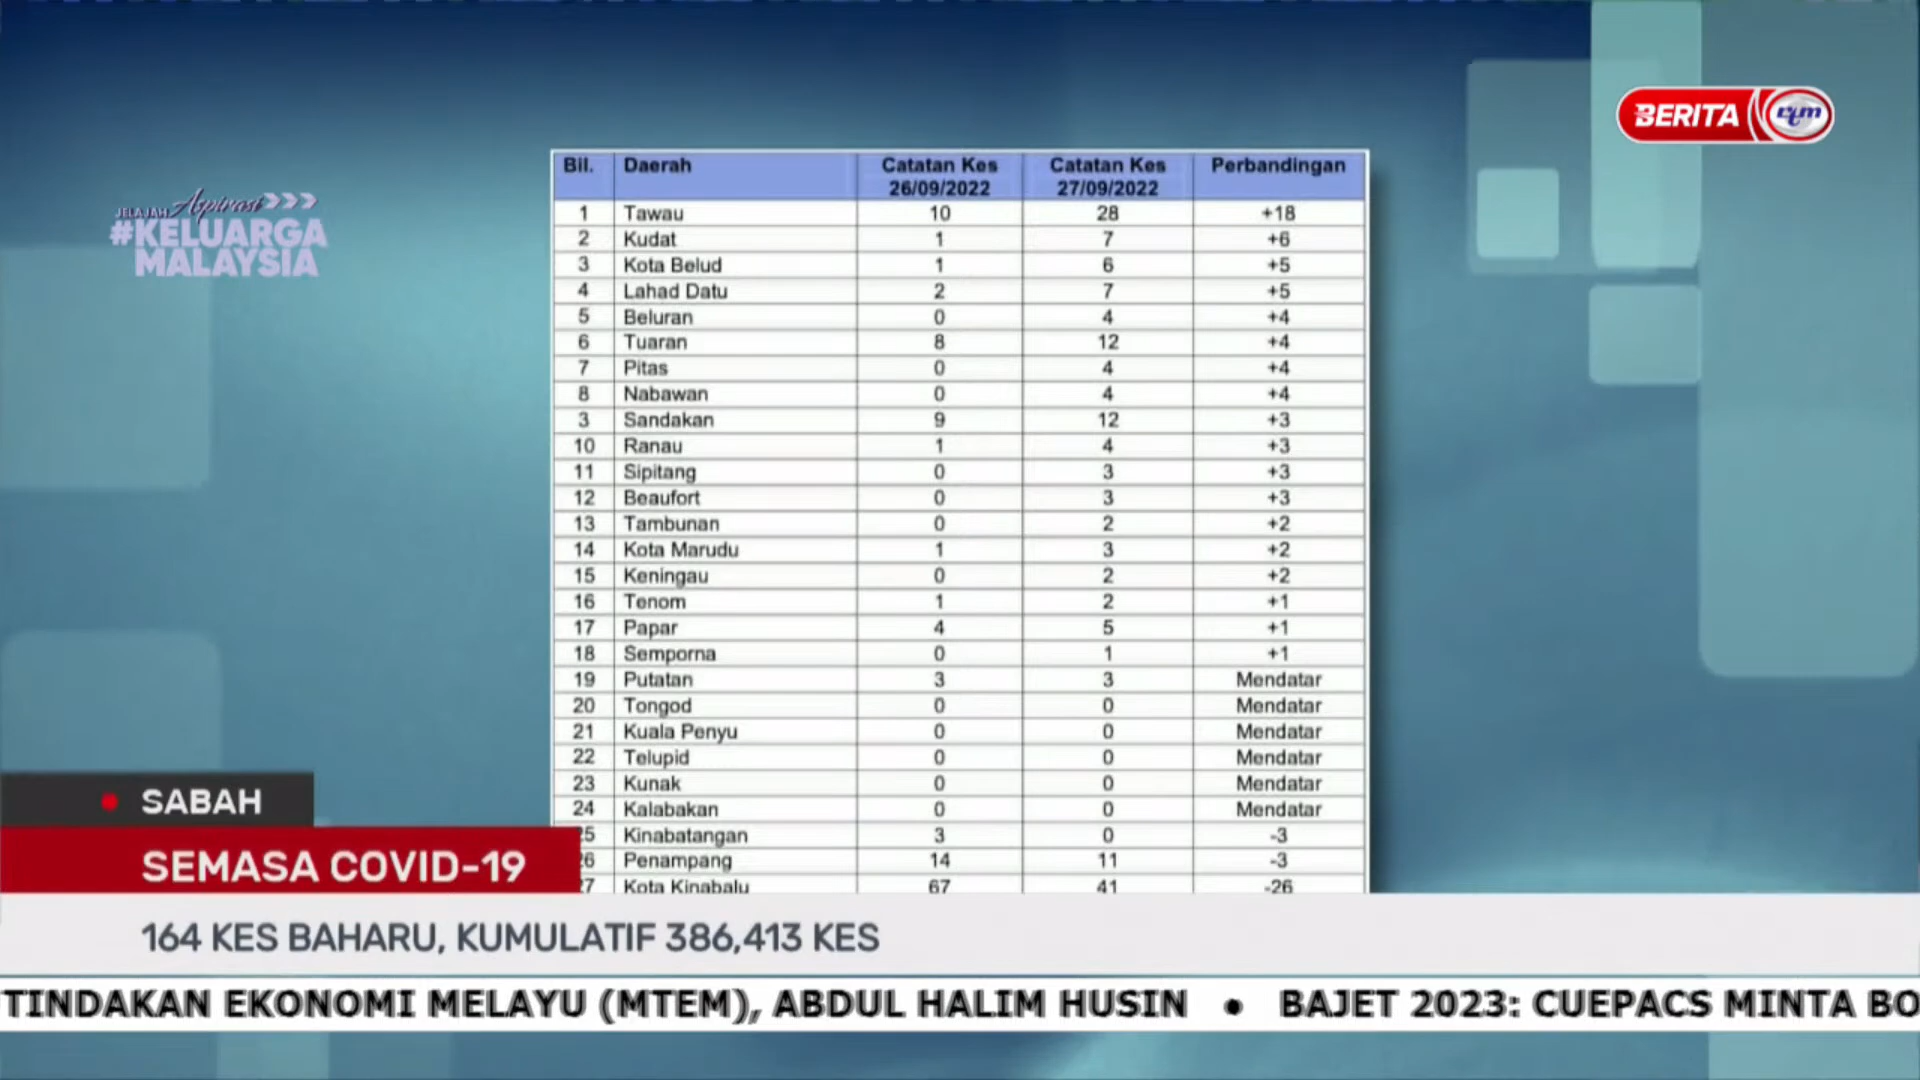 BERITA rtm
JELAJAH Aspirasi
#KELUARGA
MALAYSIA
Bil. Daerah Catatan Kes 26/09/2022 Catatan Kes 27/09/2022 Perbandingan
1 Tawau 10 28 +18
2 Kudat 1 7 +6
3 Kota Belud 1 6 +5
4 Lahad Datu 2 7 +5
5 Beluran 0 4 +4
6 Tuaran 8 12 +4
7 Pitas 0 4 +4
8 Nabawan 0 4 +4
3 Sandakan 9 12 +3
10 Ranau 1 4 +3
11 Sipitang 0 3 +3
12 Beaufort 0 3 +3
13 Tambunan 0 2 +2
14 Kota Marudu 1 3 +2
15 Keningau 0 2 +2
16 Tenom 1 2 +1
17 Papar 4 5 +1
18 Semporna 0 1 +1
19 Putatan 3 3 Mendatar
20 Tongod 0 0 Mendatar
21 Kuala Penyu 0 0 Mendatar
22 Telupid 0 0 Mendatar
23 Kunak 0 0 Mendatar
24 Kalabakan 0 0 Mendatar
25 Kinabatangan 3 0 -3
26 Penampang 14 11 -3
27 Kota Kinabalu 67 41 -26
SABAH
SEMASA COVID-19
164 KES BAHARU, KUMULATIF 386,413 KES
TINDAKAN EKONOMI MELAYU (MTEM), ABDUL HALIM HUSIN • BAJET 2023: CUEPACS MINTA BO